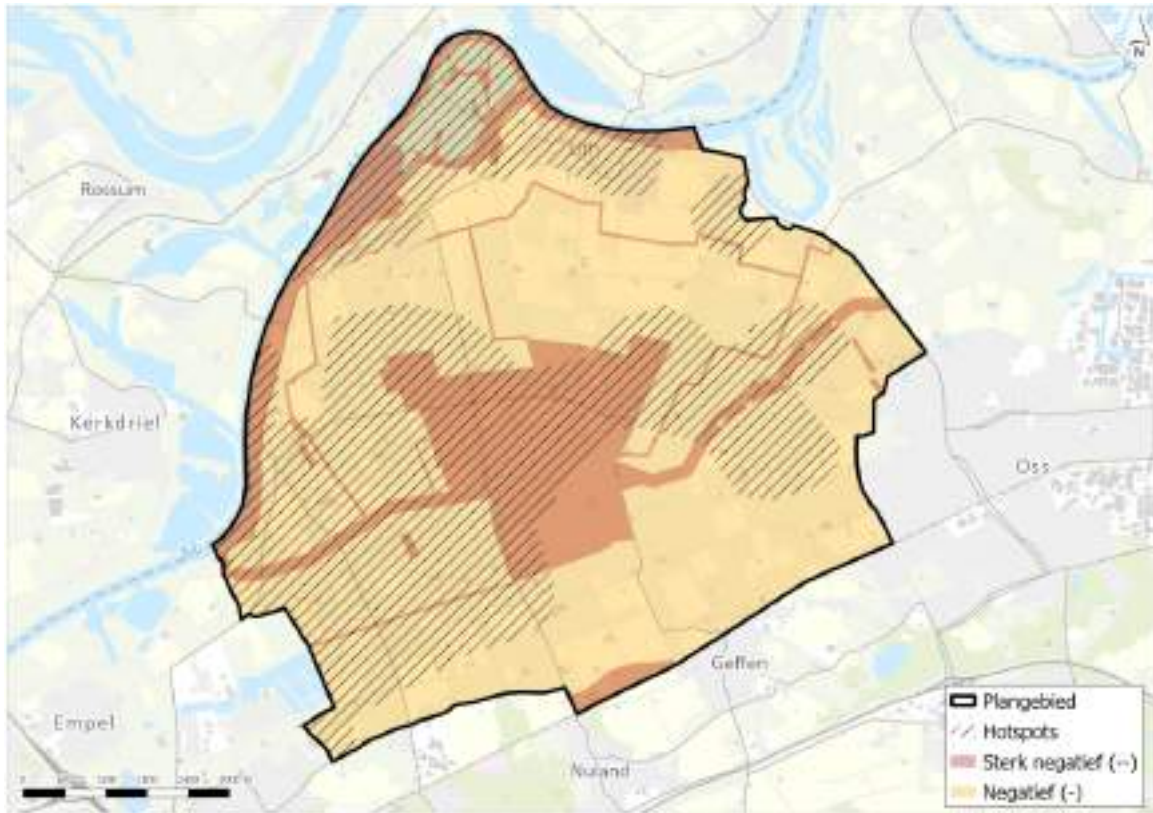 N
Rossum
Kerkdriel
Oss
Geffen
Empel
Nuland
Plangebied
Hotspots
Sterk negatief (--)
Negatief (-)